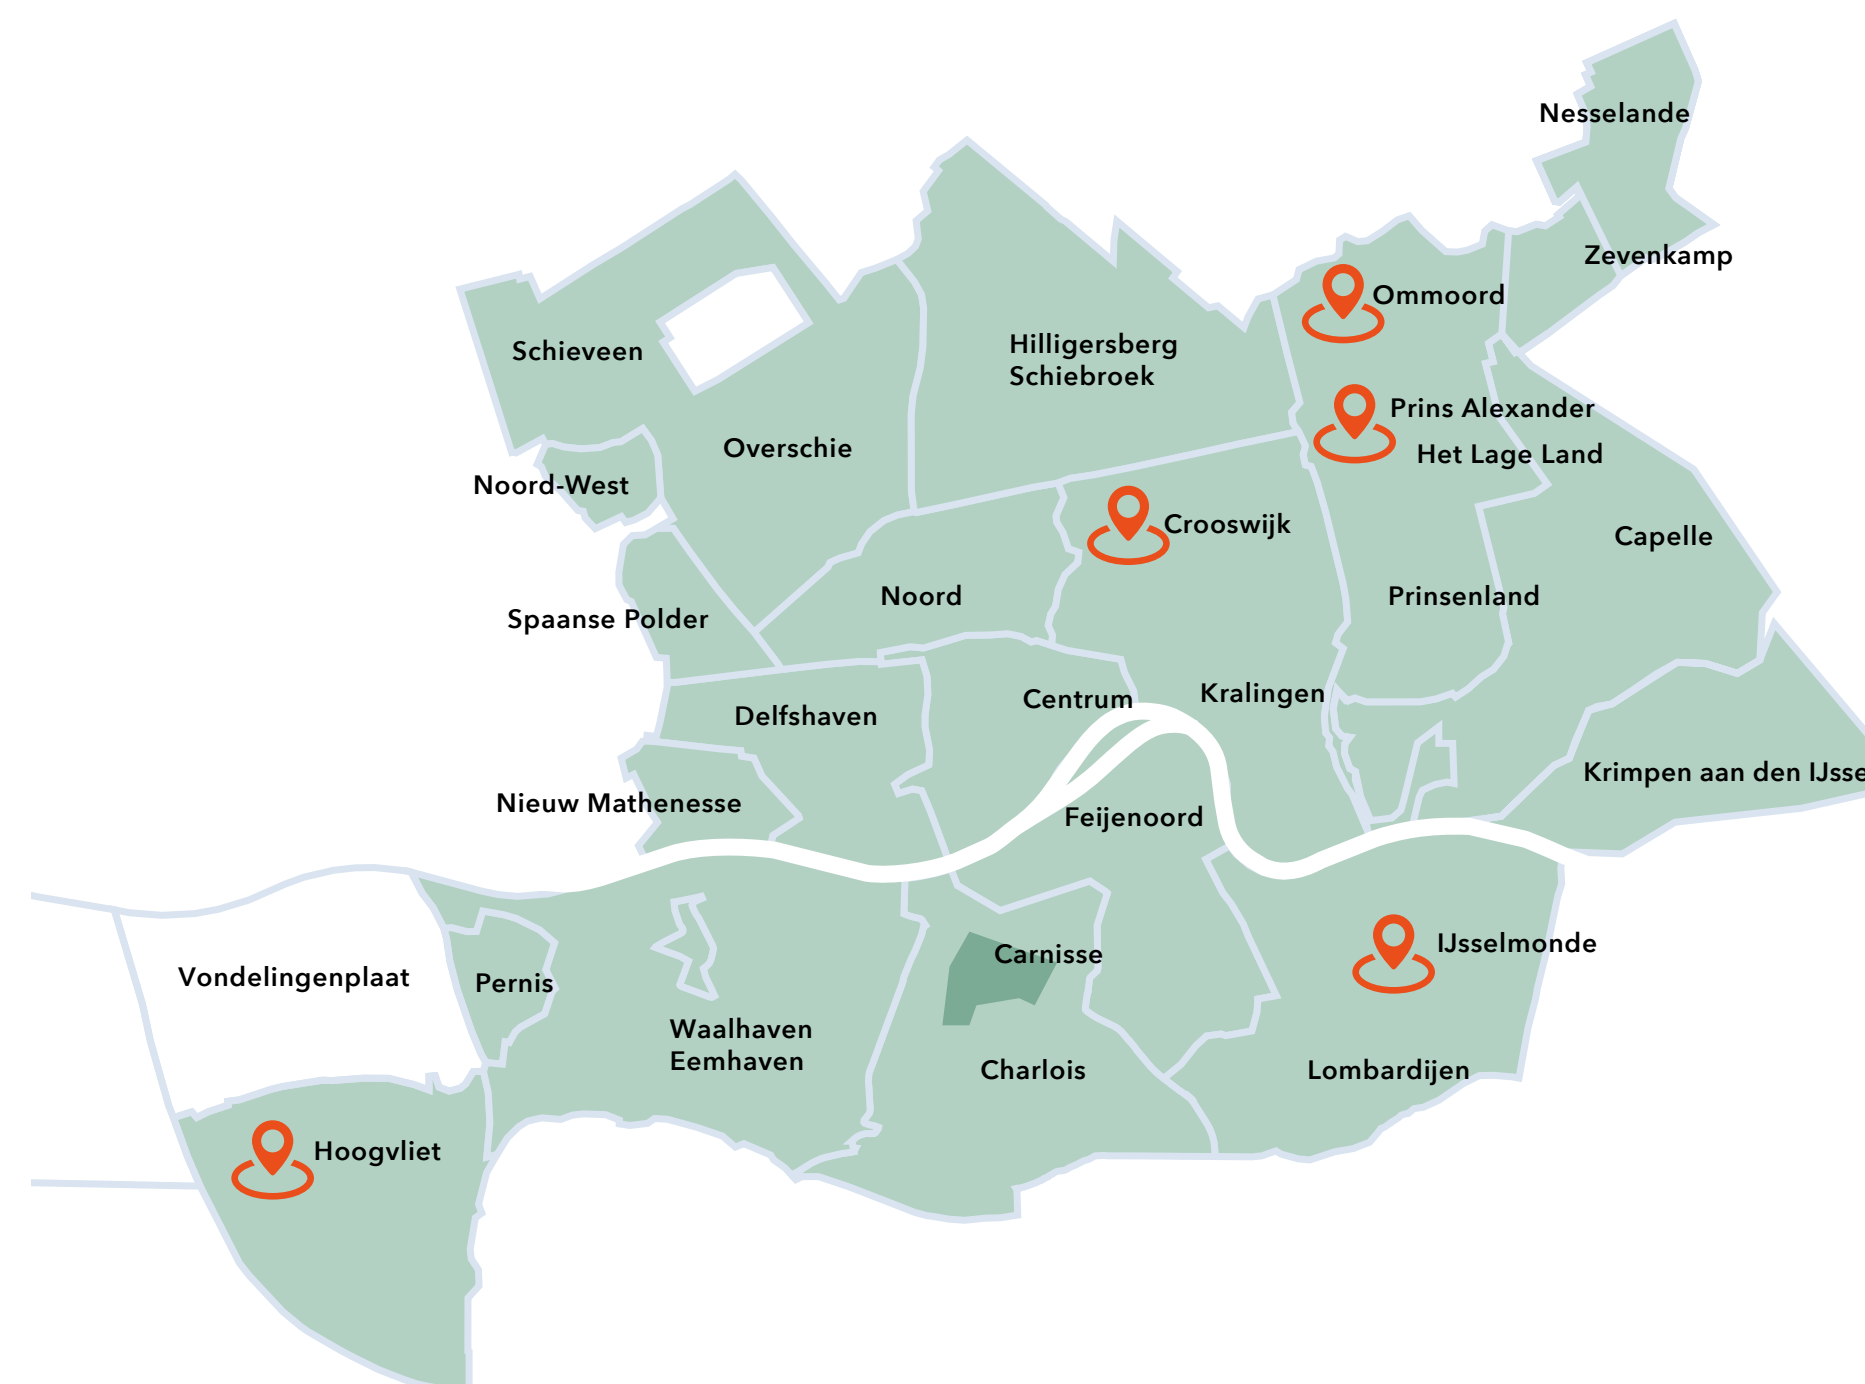 Nesselande
Zevenkamp
Ommoord
Hilligersberg
Schiebroek
Schieveen
Prins Alexander
Overschie
Het Lage Land
Noord-West
Crooswijk
Capelle
Noord
Prinsenland
Spaanse Polder
Kralingen
Centrum
Delfshaven
Krimpen aan den IJsse
Nieuw Mathenesse
Feijenoord
IJsselmonde
Carnisse
Vondelingenplaat
Pernis
Waalhaven
Eemhaven
Charlois
Lombardijen
Hoogvliet